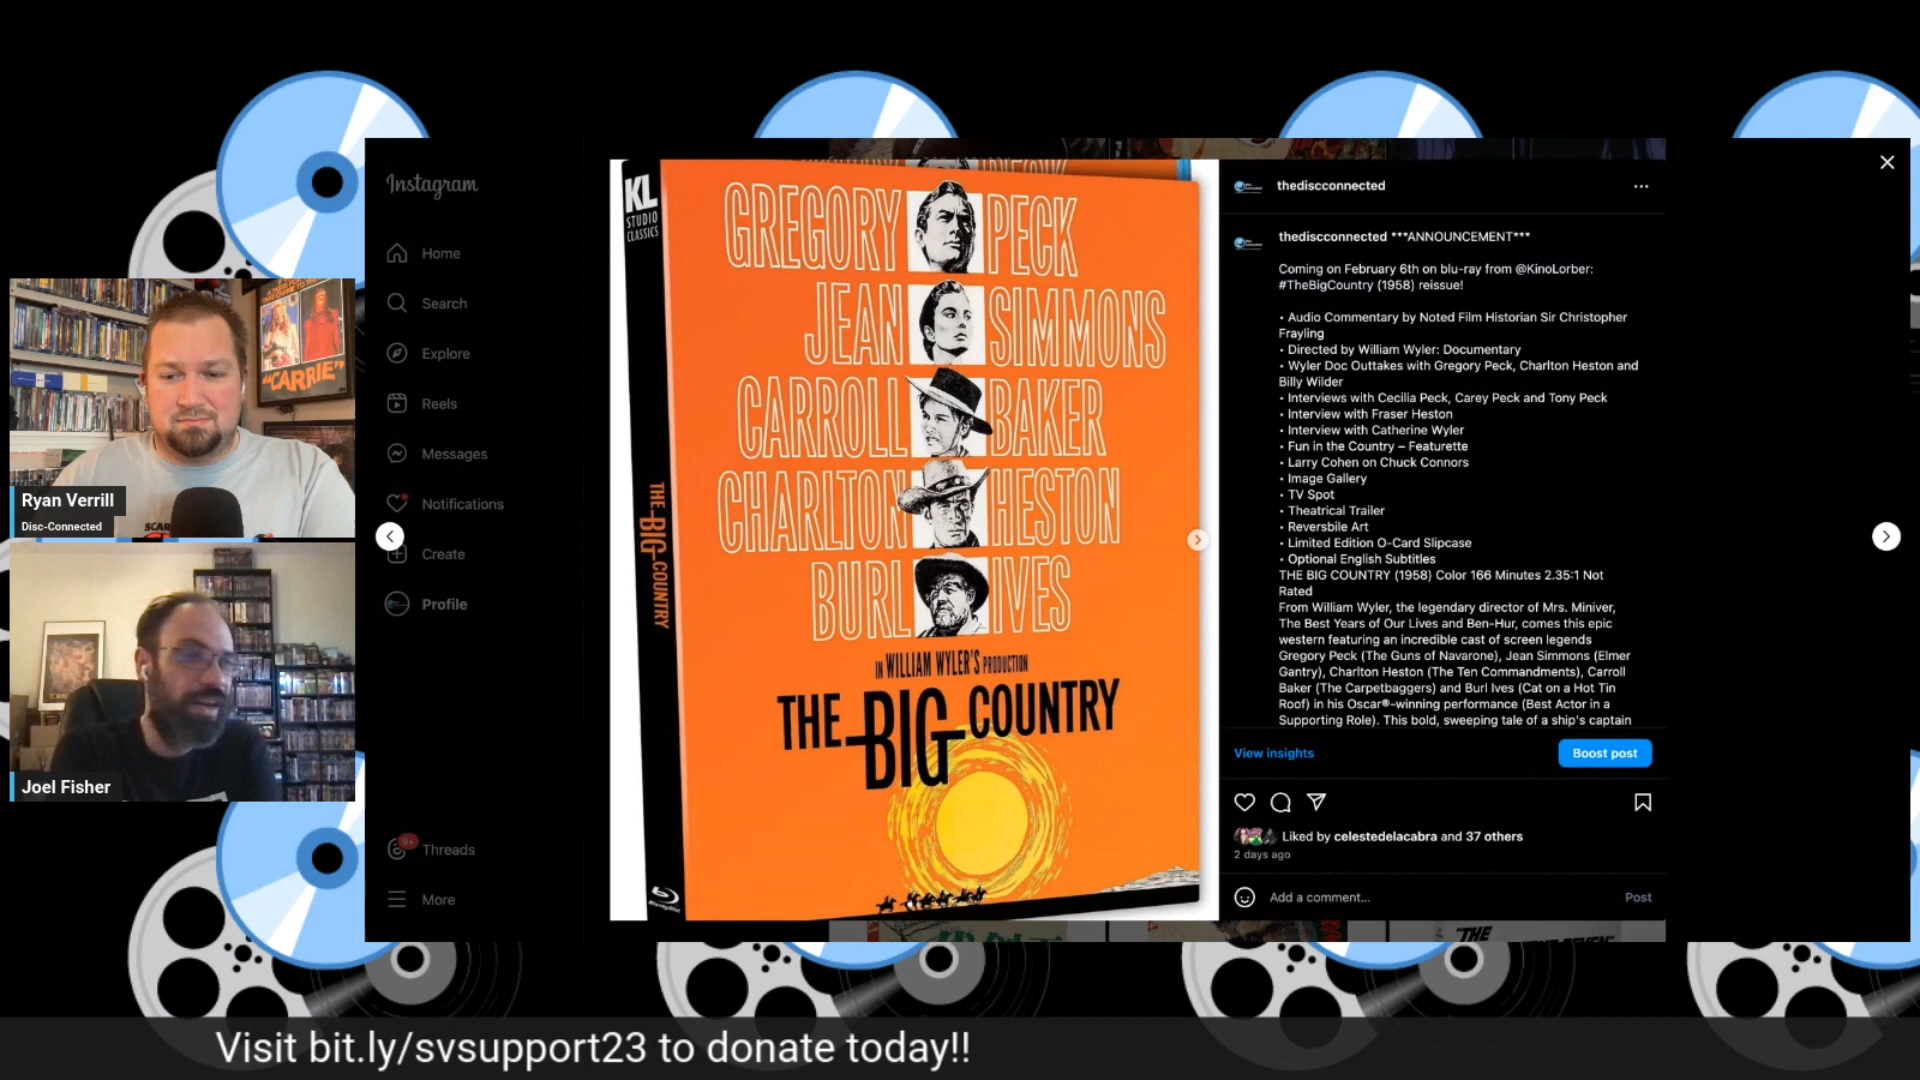 Instagram
Home
Search
Explore
Reels
Messages
Notifications
Create
Profile
9+
Threads
More
"CARRIE"
Ryan Verrill
Disc-Connected
SCAR
Joel Fisher
KL
STUDIO
CLASSICS
THE BIG COUNTRY
Blu-ray Disc
GREGORY PECK
JEAN SIMMONS
CARROLL BAKER
CHARLTON HESTON
BURL IVES
IN WILLIAM WYLER'S PRODUCTION
THE BIG COUNTRY
THE
thediscconnected
thediscconnected ***ANNOUNCEMENT***
Coming on February 6th on blu-ray from @KinoLorber:
#TheBigCountry (1958) reissue!
• Audio Commentary by Noted Film Historian Sir Christopher
Frayling
• Directed by William Wyler: Documentary
• Wyler Doc Outtakes with Gregory Peck, Charlton Heston and
Billy Wilder
• Interviews with Cecilia Peck, Carey Peck and Tony Peck
• Interview with Fraser Heston
• Interview with Catherine Wyler
• Fun in the Country – Featurette
• Larry Cohen on Chuck Connors
• Image Gallery
• TV Spot
• Theatrical Trailer
• Reversbile Art
• Limited Edition O-Card Slipcase
• Optional English Subtitles
THE BIG COUNTRY (1958) Color 166 Minutes 2.35:1 Not
Rated
From William Wyler, the legendary director of Mrs. Miniver,
The Best Years of Our Lives and Ben-Hur, comes this epic
western featuring an incredible cast of screen legends
Gregory Peck (The Guns of Navarone), Jean Simmons (Elmer
Gantry), Charlton Heston (The Ten Commandments), Carroll
Baker (The Carpetbaggers) and Burl Ives (Cat on a Hot Tin
Roof) in his Oscar®-winning performance (Best Actor in a
Supporting Role). This bold, sweeping tale of a ship's captain
View insights
Boost post
Liked by celestedelacabra and 37 others
2 days ago
Add a comment...
Post
Visit bit.ly/svsupport23 to donate today!!